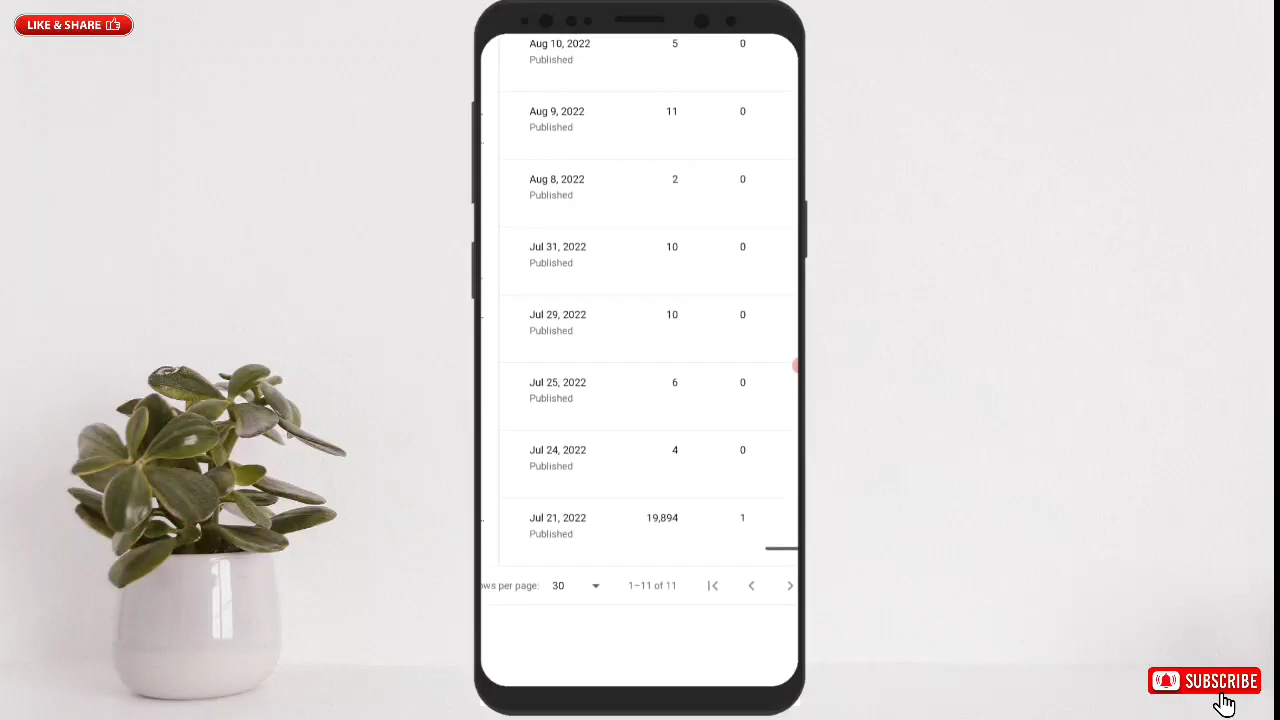 LIKE & SHARE
Aug 10, 2022 5 0
Published
Aug 9, 2022 11 0
Published
Aug 8, 2022 2 0
Published
Jul 31, 2022 10 0
Published
Jul 29, 2022 10 0
Published
Jul 25, 2022 6 0
Published
Jul 24, 2022 4 0
Published
Jul 21, 2022 19,894 1
Published
ws per page: 30 1–11 of 11
SUBSCRIBE